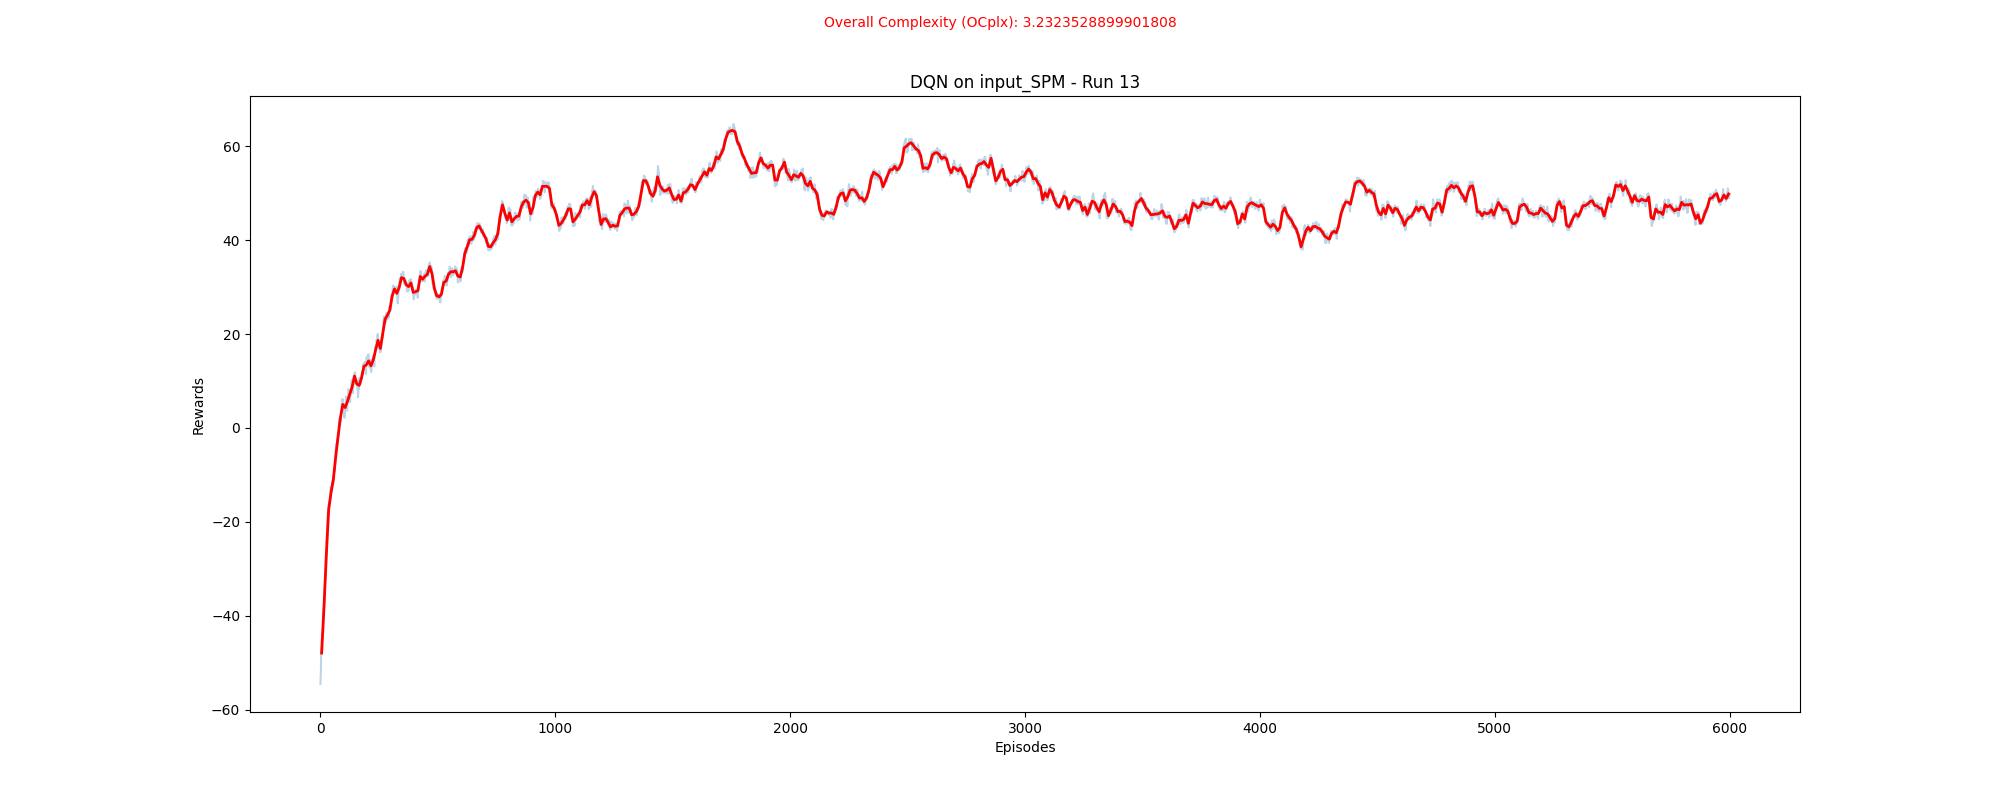 Overall Complexity (OCplx): 3.2323528899901808
DQN on input_SPM - Run 13
60
40
20
0
−20
−40
−60
Rewards
0 1000 2000 3000 4000 5000 6000
Episodes